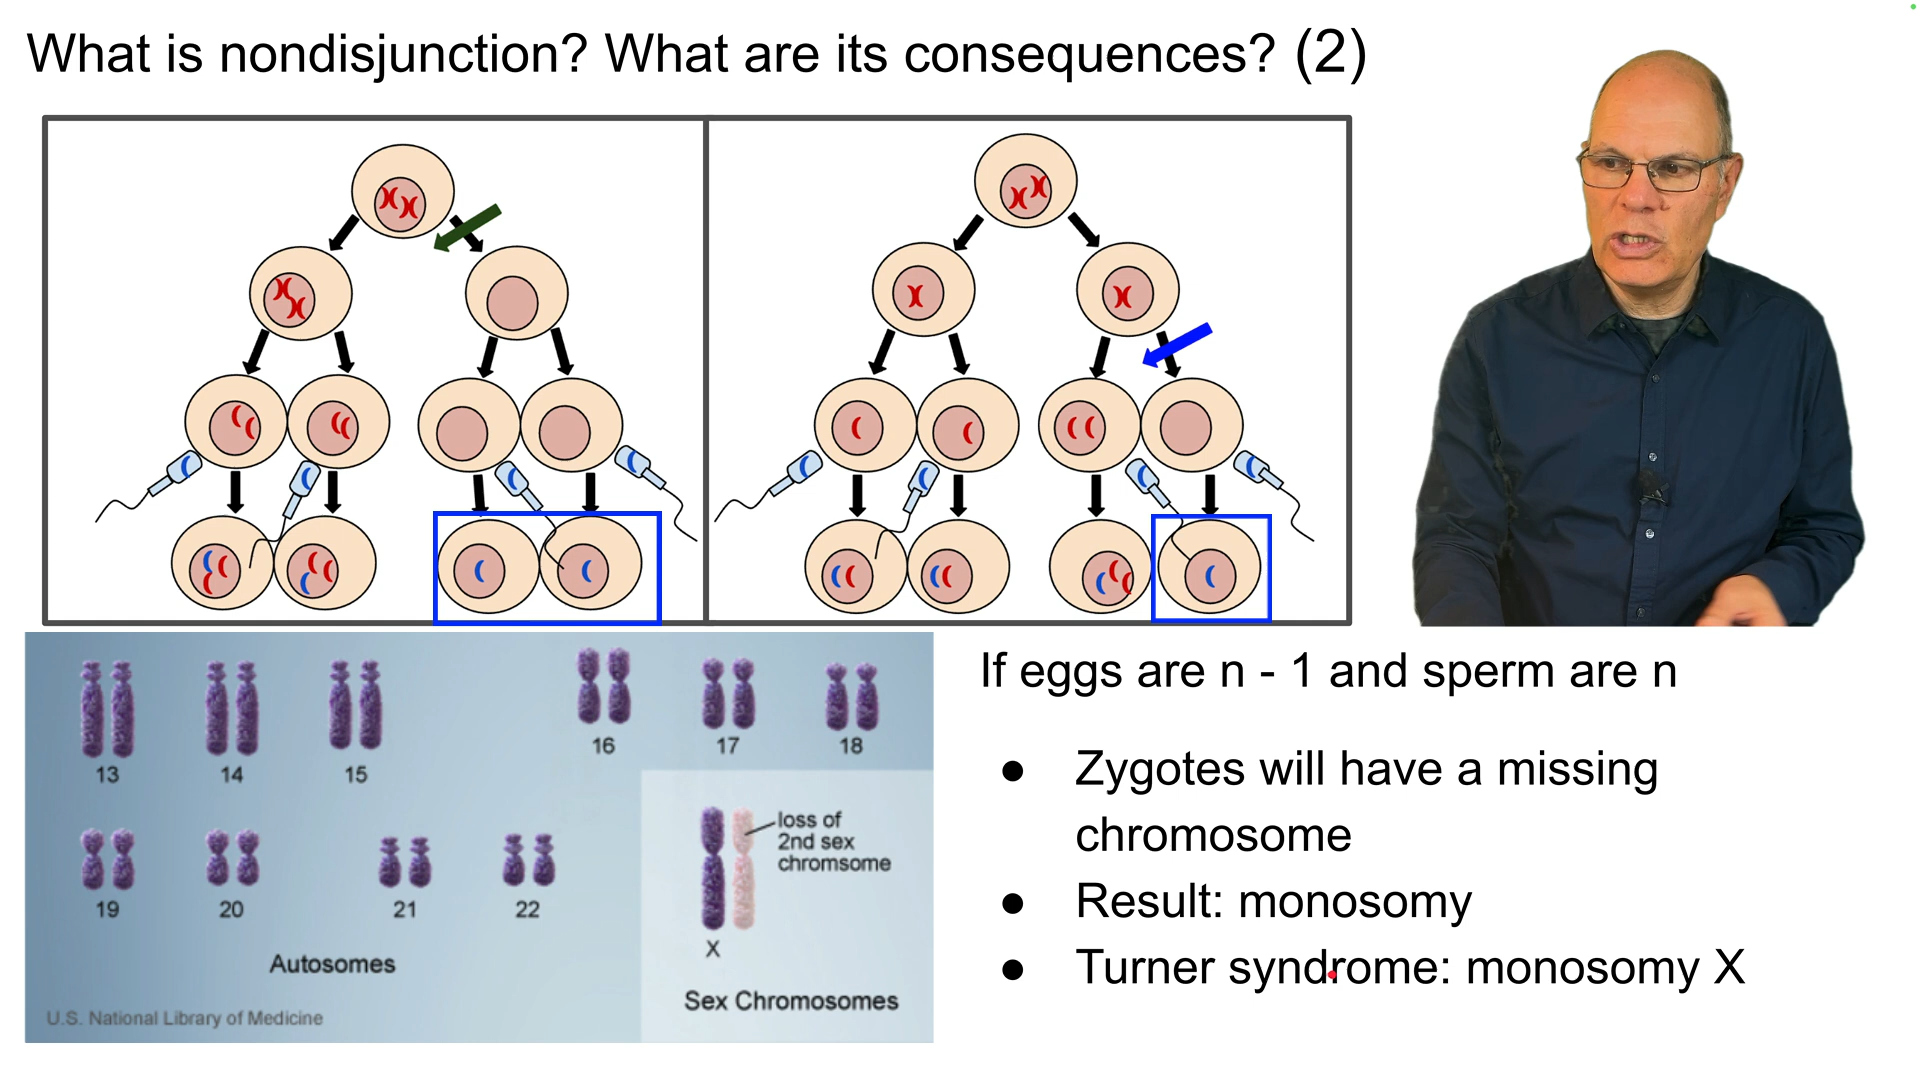 What is nondisjunction? What are its consequences? (2)
13
14
15
16
17
18
19
20
21
22
Autosomes
loss of
2nd sex
chromsome
X
Sex Chromosomes
U.S. National Library of Medicine
If eggs are n - 1 and sperm are n
● Zygotes will have a missing
chromosome
● Result: monosomy
● Turner syndrome: monosomy X